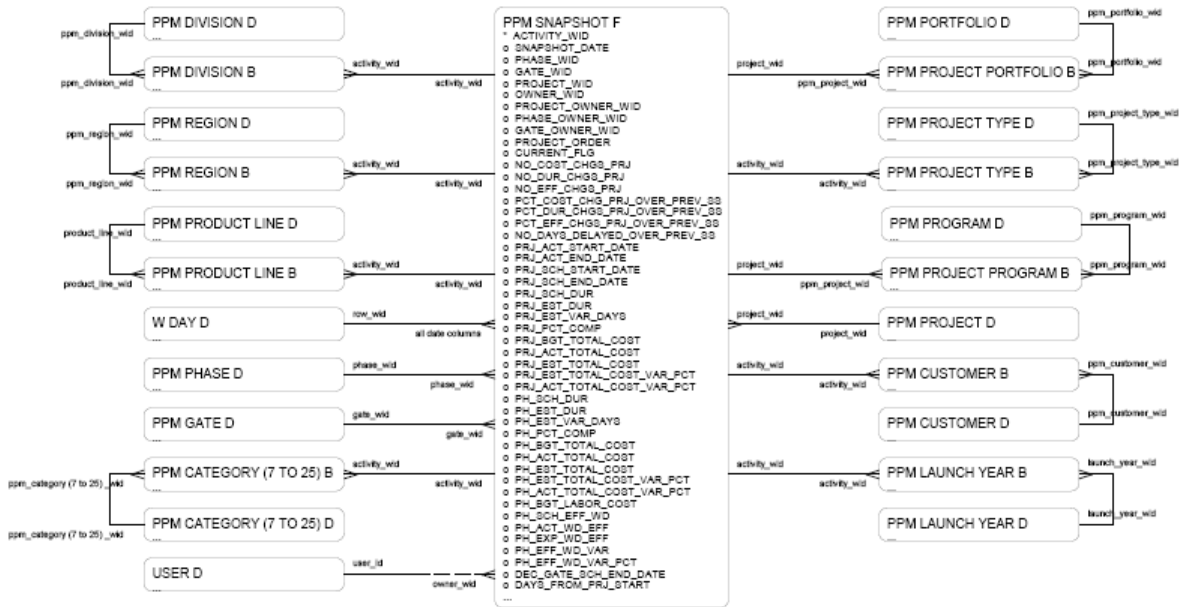 ppm_division_wid
PPM DIVISION D
...
ppm_division_wid
PPM DIVISION B
...
activity_wid
activity_wid
ppm_region_wid
PPM REGION D
...
ppm_region_wid
PPM REGION B
...
activity_wid
activity_wid
product_line_wid
PPM PRODUCT LINE D
...
product_line_wid
PPM PRODUCT LINE B
...
activity_wid
activity_wid
W DAY D
...
row_wid
all date columns
PPM PHASE D
...
phase_wid
phase_wid
PPM GATE D
...
gate_wid
gate_wid
PPM CATEGORY (7 TO 25) B
...
activity_wid
activity_wid
ppm_category (7 to 25) _wid
PPM CATEGORY (7 TO 25) D
...
ppm_category (7 to 25) _wid
USER D
...
user_id
owner_wid
PPM SNAPSHOT F
* ACTIVITY_WID
o SNAPSHOT_DATE
o PHASE_WID
o GATE_WID
o PROJECT_WID
o OWNER_WID
o PROJECT_OWNER_WID
o PHASE_OWNER_WID
o GATE_OWNER_WID
o PROJECT_ORDER
o CURRENT_FLG
o NO_COST_CHGS_PRJ
o NO_DUR_CHGS_PRJ
o NO_EFF_CHGS_PRJ
o PCT_COST_CHG_PRJ_OVER_PREV_SS
o PCT_DUR_CHGS_PRJ_OVER_PREV_SS
o PCT_EFF_CHGS_PRJ_OVER_PREV_SS
o NO_DAYS_DELAYED_OVER_PREV_SS
o PRJ_ACT_START_DATE
o PRJ_ACT_END_DATE
o PRJ_SCH_START_DATE
o PRJ_SCH_END_DATE
o PRJ_SCH_DUR
o PRJ_EST_DUR
o PRJ_EST_VAR_DAYS
o PRJ_PCT_COMP
o PRJ_BGT_TOTAL_COST
o PRJ_ACT_TOTAL_COST
o PRJ_EST_TOTAL_COST
o PRJ_EST_TOTAL_COST_VAR_PCT
o PRJ_ACT_TOTAL_COST_VAR_PCT
o PH_SCH_DUR
o PH_EST_DUR
o PH_EST_VAR_DAYS
o PH_PCT_COMP
o PH_BGT_TOTAL_COST
o PH_ACT_TOTAL_COST
o PH_EST_TOTAL_COST
o PH_EST_TOTAL_COST_VAR_PCT
o PH_ACT_TOTAL_COST_VAR_PCT
o PH_BGT_LABOR_COST
o PH_SCH_EFF_WD
o PH_ACT_WD_EFF
o PH_EXP_WD_EFF
o PH_EFF_WD_VAR
o PH_EFF_WD_VAR_PCT
o DEC_GATE_SCH_END_DATE
o DAYS_FROM_PRJ_START
...
PPM PORTFOLIO D
...
ppm_portfolio_wid
project_wid
ppm_project_wid
PPM PROJECT PORTFOLIO B
...
ppm_portfolio_wid
PPM PROJECT TYPE D
...
ppm_project_type_wid
activity_wid
activity_wid
PPM PROJECT TYPE B
...
ppm_project_type_wid
PPM PROGRAM D
...
ppm_program_wid
project_wid
ppm_project_wid
PPM PROJECT PROGRAM B
...
ppm_program_wid
project_wid
project_wid
PPM PROJECT D
...
activity_wid
activity_wid
PPM CUSTOMER B
...
ppm_customer_wid
PPM CUSTOMER D
...
ppm_customer_wid
activity_wid
activity_wid
PPM LAUNCH YEAR B
...
launch_year_wid
PPM LAUNCH YEAR D
...
launch_year_wid